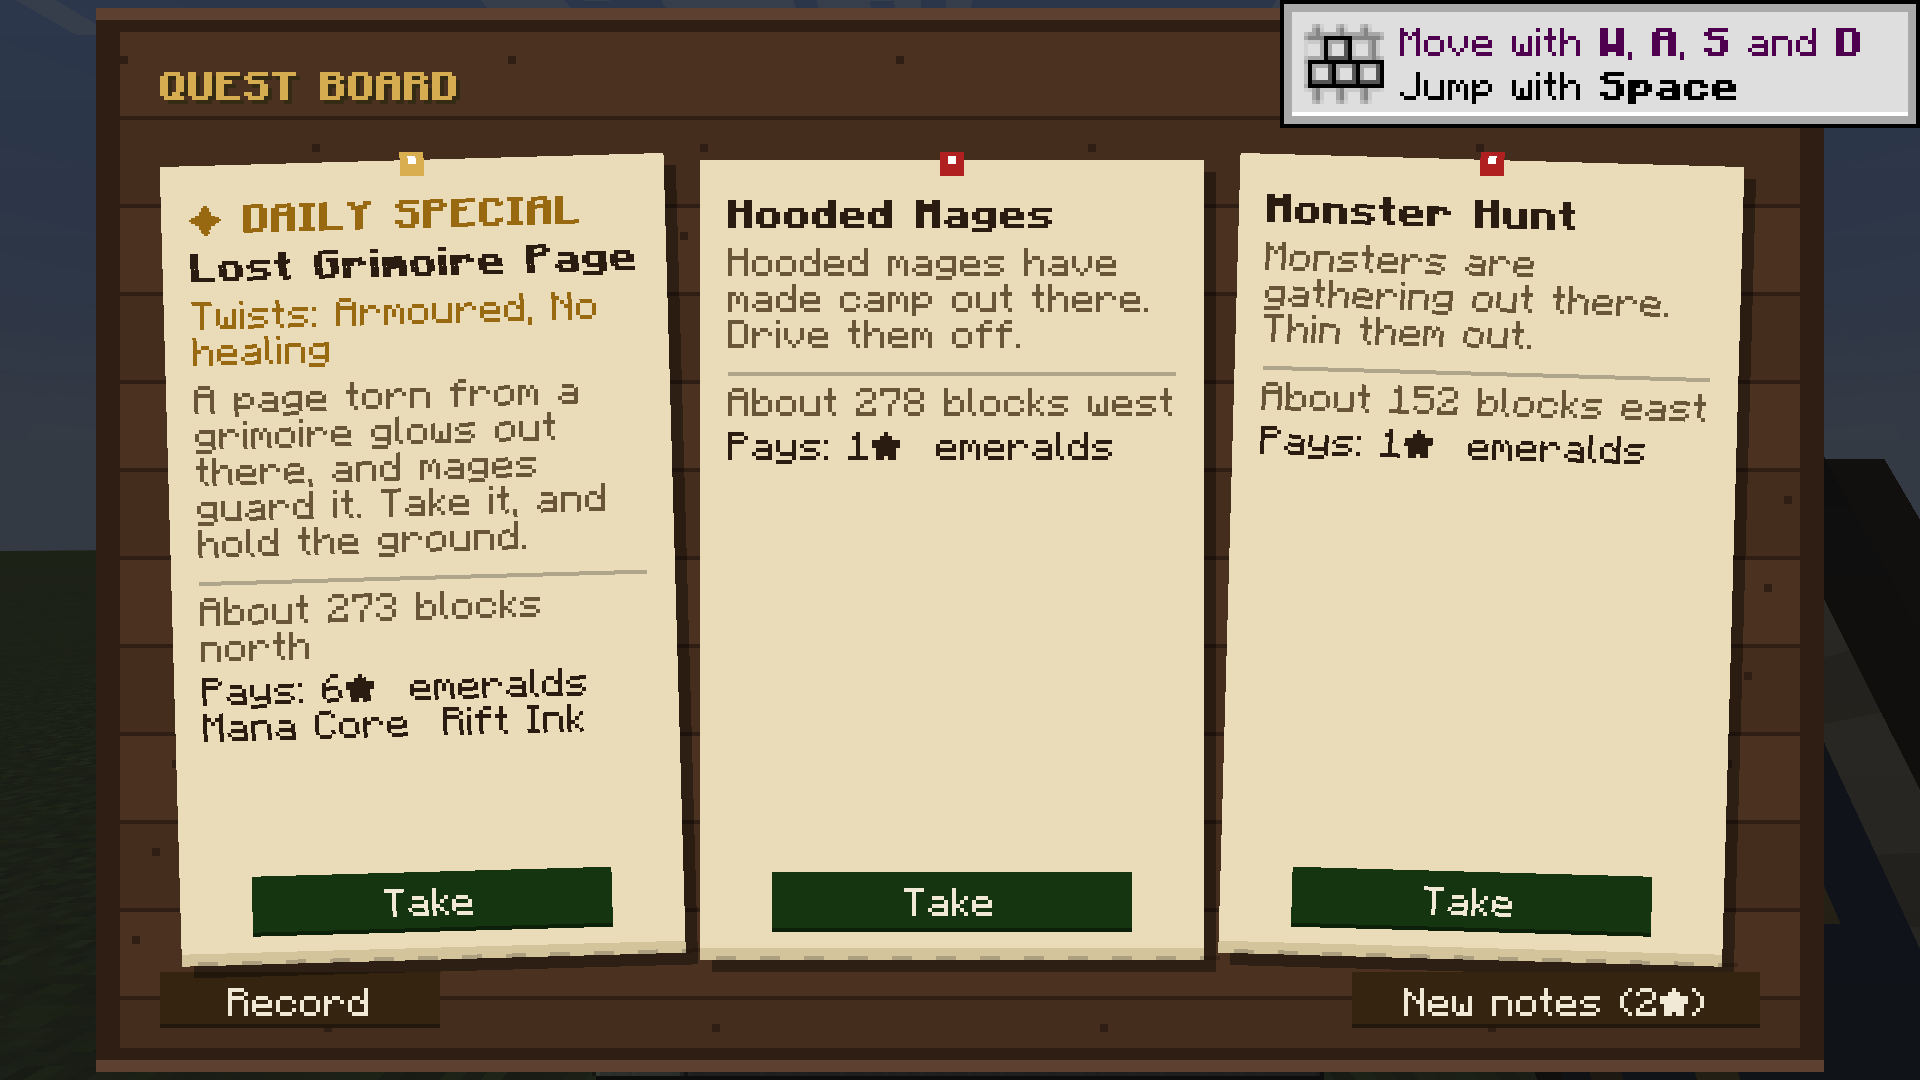 Move with W, A, S and D
Jump with Space
QUEST BOARD
✦ DAILY SPECIAL
Lost Grimoire Page
Twists: Armoured, No
healing
A page torn from a
grimoire glows out
there, and mages
guard it. Take it, and
hold the ground.
About 273 blocks
north
Pays: 6★ emeralds
Mana Core Rift Ink
Take
Hooded Mages
Hooded mages have
made camp out there.
Drive them off.
About 278 blocks west
Pays: 1★ emeralds
Take
Monster Hunt
Monsters are
gathering out there.
Thin them out.
About 152 blocks east
Pays: 1★ emeralds
Take
Record
New notes (2★)